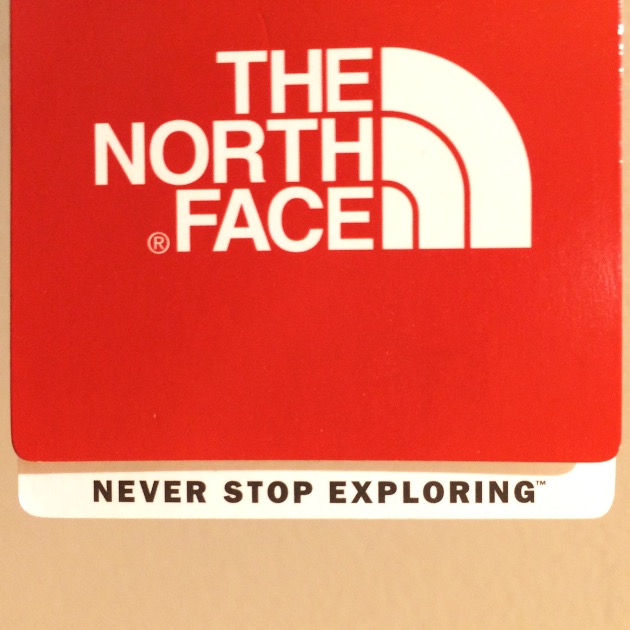 THE
NORTH
® FACE
NEVER STOP EXPLORING™